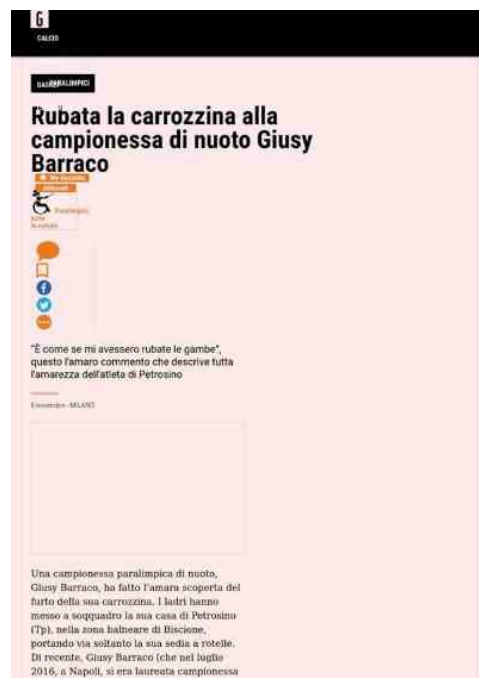 G
CALCIO
PARALIMPICI
Rubata la carrozzina alla
campionessa di nuoto Giusy
Barraco
"È come se mi avessero rubate le gambe",
questo l'amaro commento che descrive tutta
l'amarezza dell'atleta di Petrosino
8 novembre - MILANO
Una campionessa paralimpica di nuoto,
Giusy Barraco, ha fatto l'amara scoperta del
furto della sua carrozzina. I ladri hanno
messo a soqquadro la sua casa di Petrosino
(Tp), nella zona balneare di Biscione,
portando via soltanto la sua sedia a rotelle.
Di recente, Giusy Barraco (che nel luglio
2016, a Napoli, si era laureata campionessa